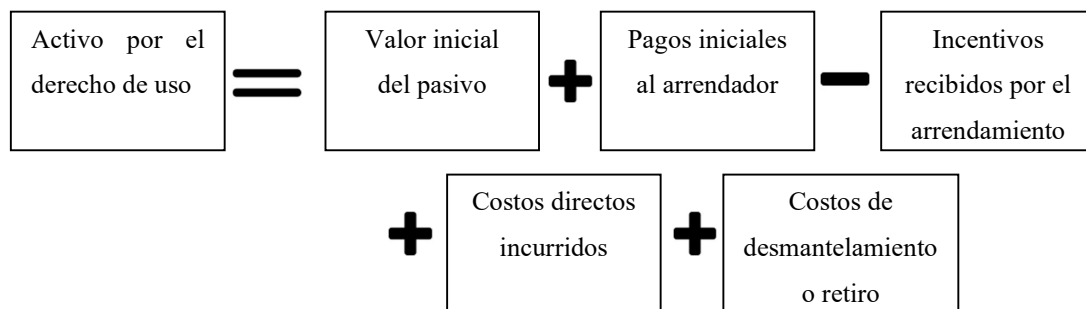 Activo por el
derecho de uso
Valor inicial
del pasivo
Pagos iniciales
al arrendador
Incentivos
recibidos por el
arrendamiento
Costos directos
incurridos
Costos de
desmantelamiento
o retiro